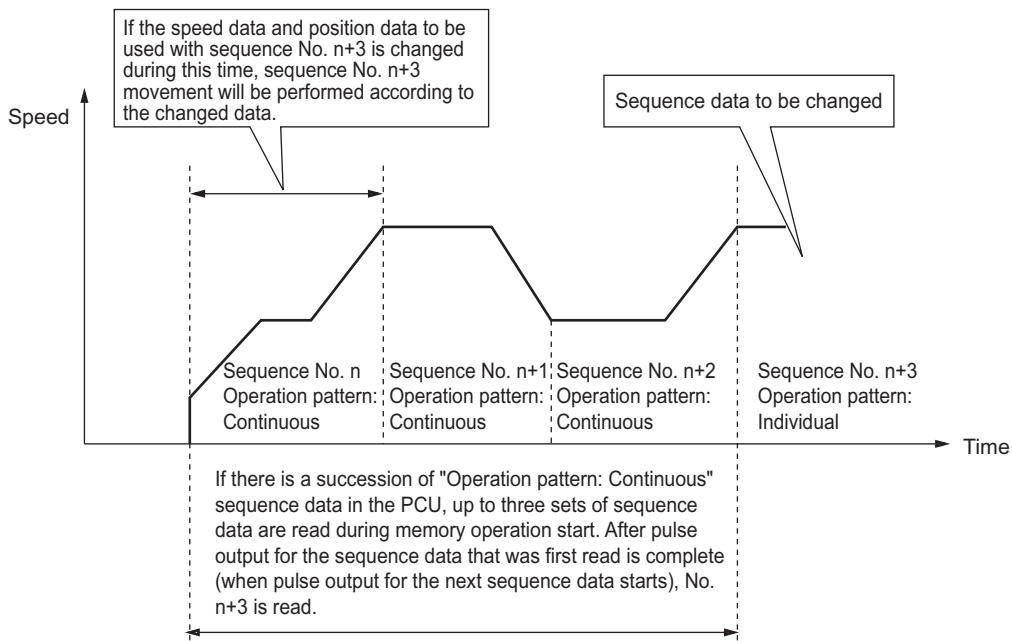 If the speed data and position data to be
used with sequence No. n+3 is changed
during this time, sequence No. n+3
movement will be performed according to
the changed data.
Sequence data to be changed
Speed
Sequence No. n
Operation pattern:
Continuous
Sequence No. n+1
Operation pattern:
Continuous
Sequence No. n+2
Operation pattern:
Continuous
Sequence No. n+3
Operation pattern:
Individual
Time
If there is a succession of "Operation pattern: Continuous"
sequence data in the PCU, up to three sets of sequence
data are read during memory operation start. After pulse
output for the sequence data that was first read is complete
(when pulse output for the next sequence data starts), No.
n+3 is read.